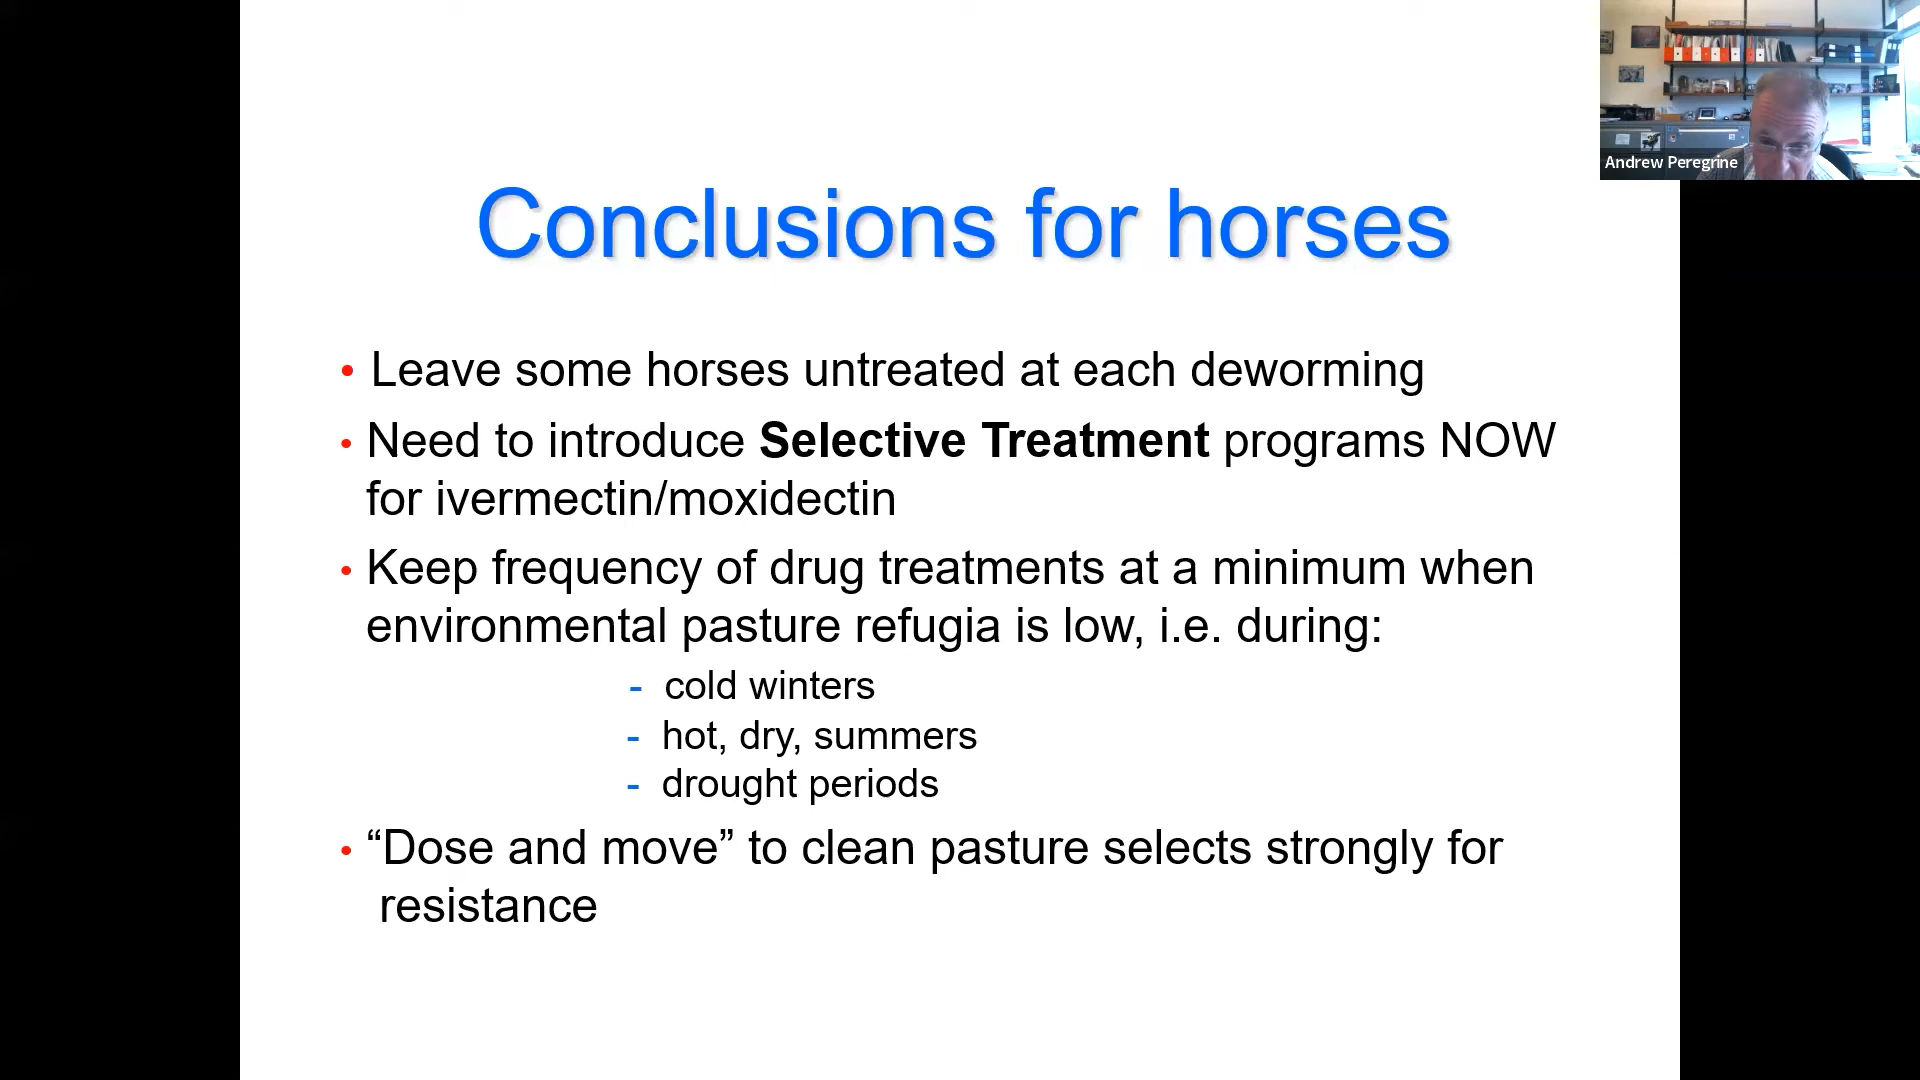 Andrew Peregrine
Conclusions for horses
• Leave some horses untreated at each deworming
• Need to introduce Selective Treatment programs NOW
for ivermectin/moxidectin
• Keep frequency of drug treatments at a minimum when
environmental pasture refugia is low, i.e. during:
- cold winters
- hot, dry, summers
- drought periods
• “Dose and move” to clean pasture selects strongly for
resistance